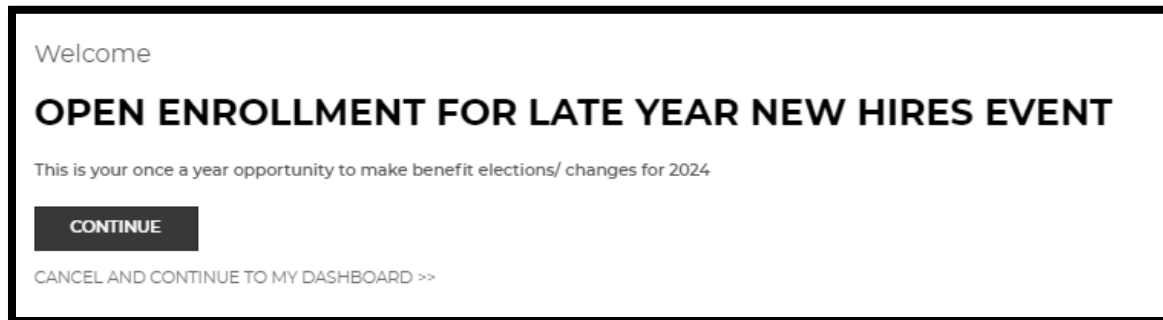 Welcome
OPEN ENROLLMENT FOR LATE YEAR NEW HIRES EVENT
This is your once a year opportunity to make benefit elections/ changes for 2024
CONTINUE
CANCEL AND CONTINUE TO MY DASHBOARD >>